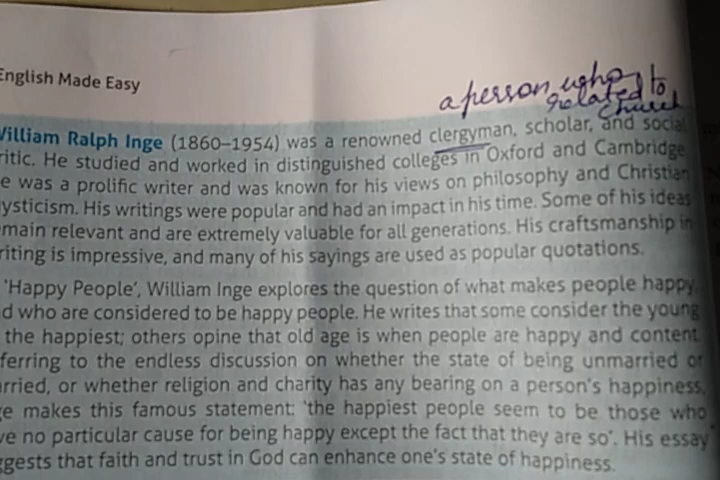 English Made Easy
a person who
related to
Church
William Ralph Inge (1860–1954) was a renowned clergyman, scholar, and social
ritic. He studied and worked in distinguished colleges in Oxford and Cambridge
e was a prolific writer and was known for his views on philosophy and Christian
ysticism. His writings were popular and had an impact in his time. Some of his ideas
main relevant and are extremely valuable for all generations. His craftsmanship in
riting is impressive, and many of his sayings are used as popular quotations.
'Happy People', William Inge explores the question of what makes people happy
d who are considered to be happy people. He writes that some consider the young
the happiest; others opine that old age is when people are happy and content.
ferring to the endless discussion on whether the state of being unmarried or
arried, or whether religion and charity has any bearing on a person's happiness,
ge makes this famous statement: 'the happiest people seem to be those who
ve no particular cause for being happy except the fact that they are so'. His essay
ggests that faith and trust in God can enhance one's state of happiness.